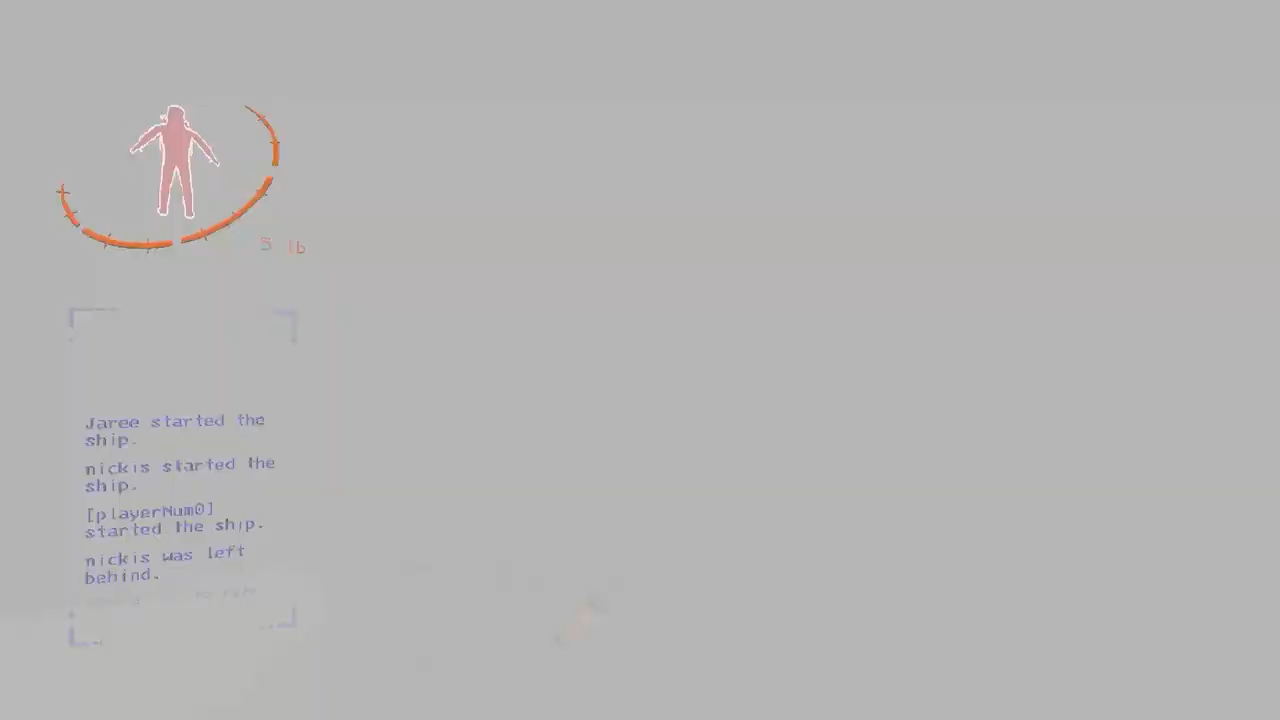 5 lb
Jaree started the
ship.
nickis started the
ship.
[playerNum0]
started the ship.
nickis was left
behind.